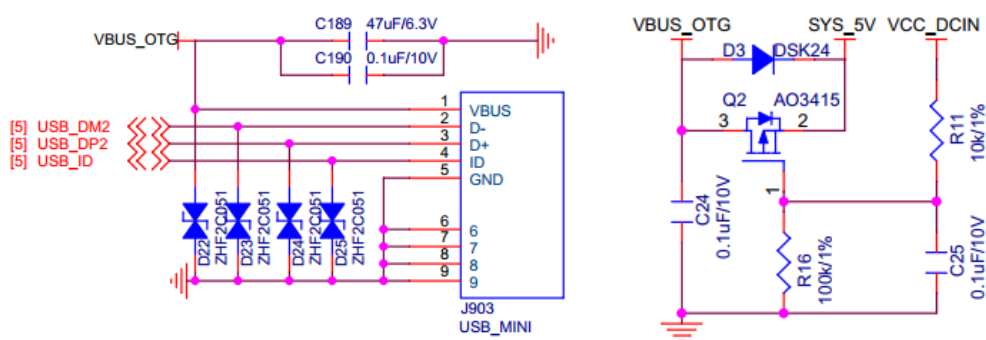 C189 47uF/6.3V
VBUS_OTG
C190 0.1uF/10V
1 VBUS
[5] USB_DM2 2 D-
[5] USB_DP2 3 D+
[5] USB_ID 4 ID
5 GND
D22 ZHF2C051
D23 ZHF2C051
D24 ZHF2C051
D25 ZHF2C051
6 6
7 7
8 8
9 9
J903
USB_MINI
VBUS_OTG SYS_5V VCC_DCIN
D3 DSK24
Q2 AO3415
3 2
1
R11
10k/1%
C24
0.1uF/10V
R16
100k/1%
C25
0.1uF/10V